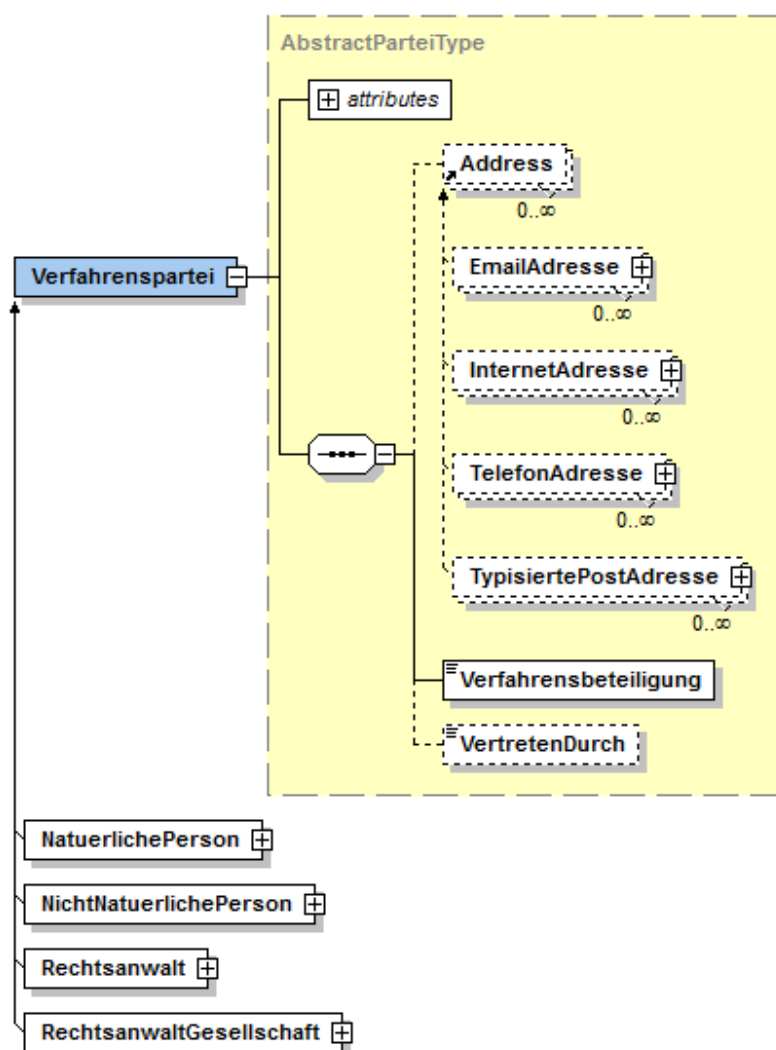 AbstractParteiType
attributes
Address
0..∞
Verfahrenspartei
EmailAdresse
0..∞
InternetAdresse
0..∞
TelefonAdresse
0..∞
TypisiertePostAdresse
0..∞
Verfahrensbeteiligung
VertretenDurch
NatuerlichePerson
NichtNatuerlichePerson
Rechtsanwalt
RechtsanwaltGesellschaft